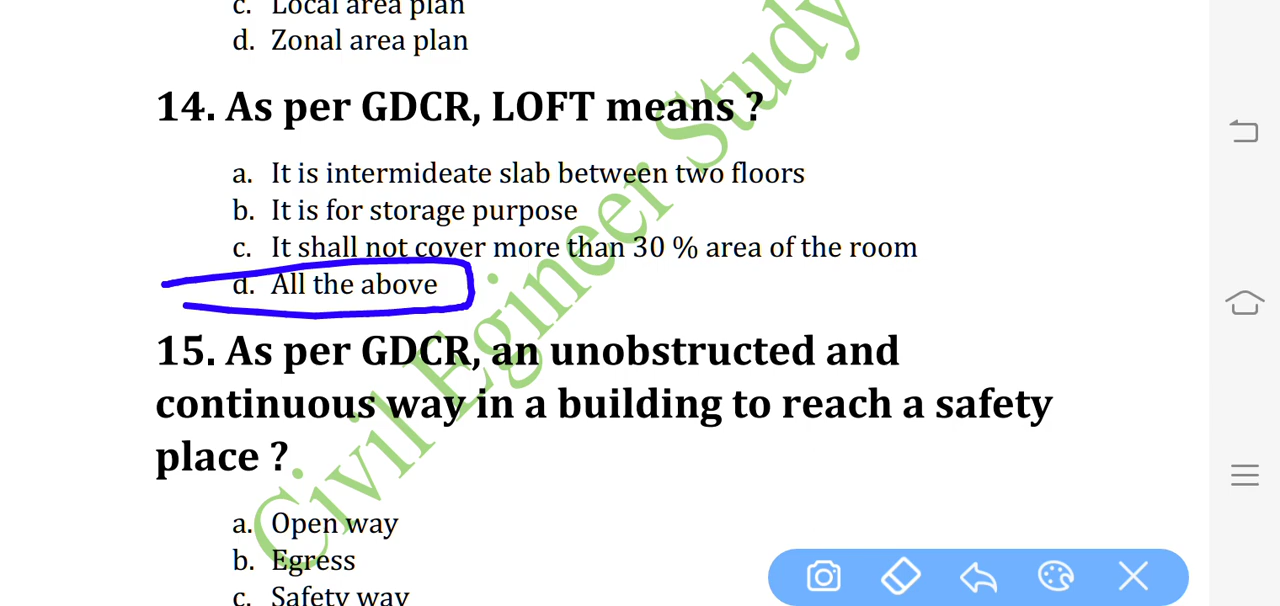 c. Local area plan
d. Zonal area plan
14. As per GDCR, LOFT means ?
a. It is intermideate slab between two floors
b. It is for storage purpose
c. It shall not cover more than 30 % area of the room
d. All the above
15. As per GDCR, an unobstructed and
continuous way in a building to reach a safety
place ?
a. Open way
b. Egress
c. Safety way
Civil Egineer Study